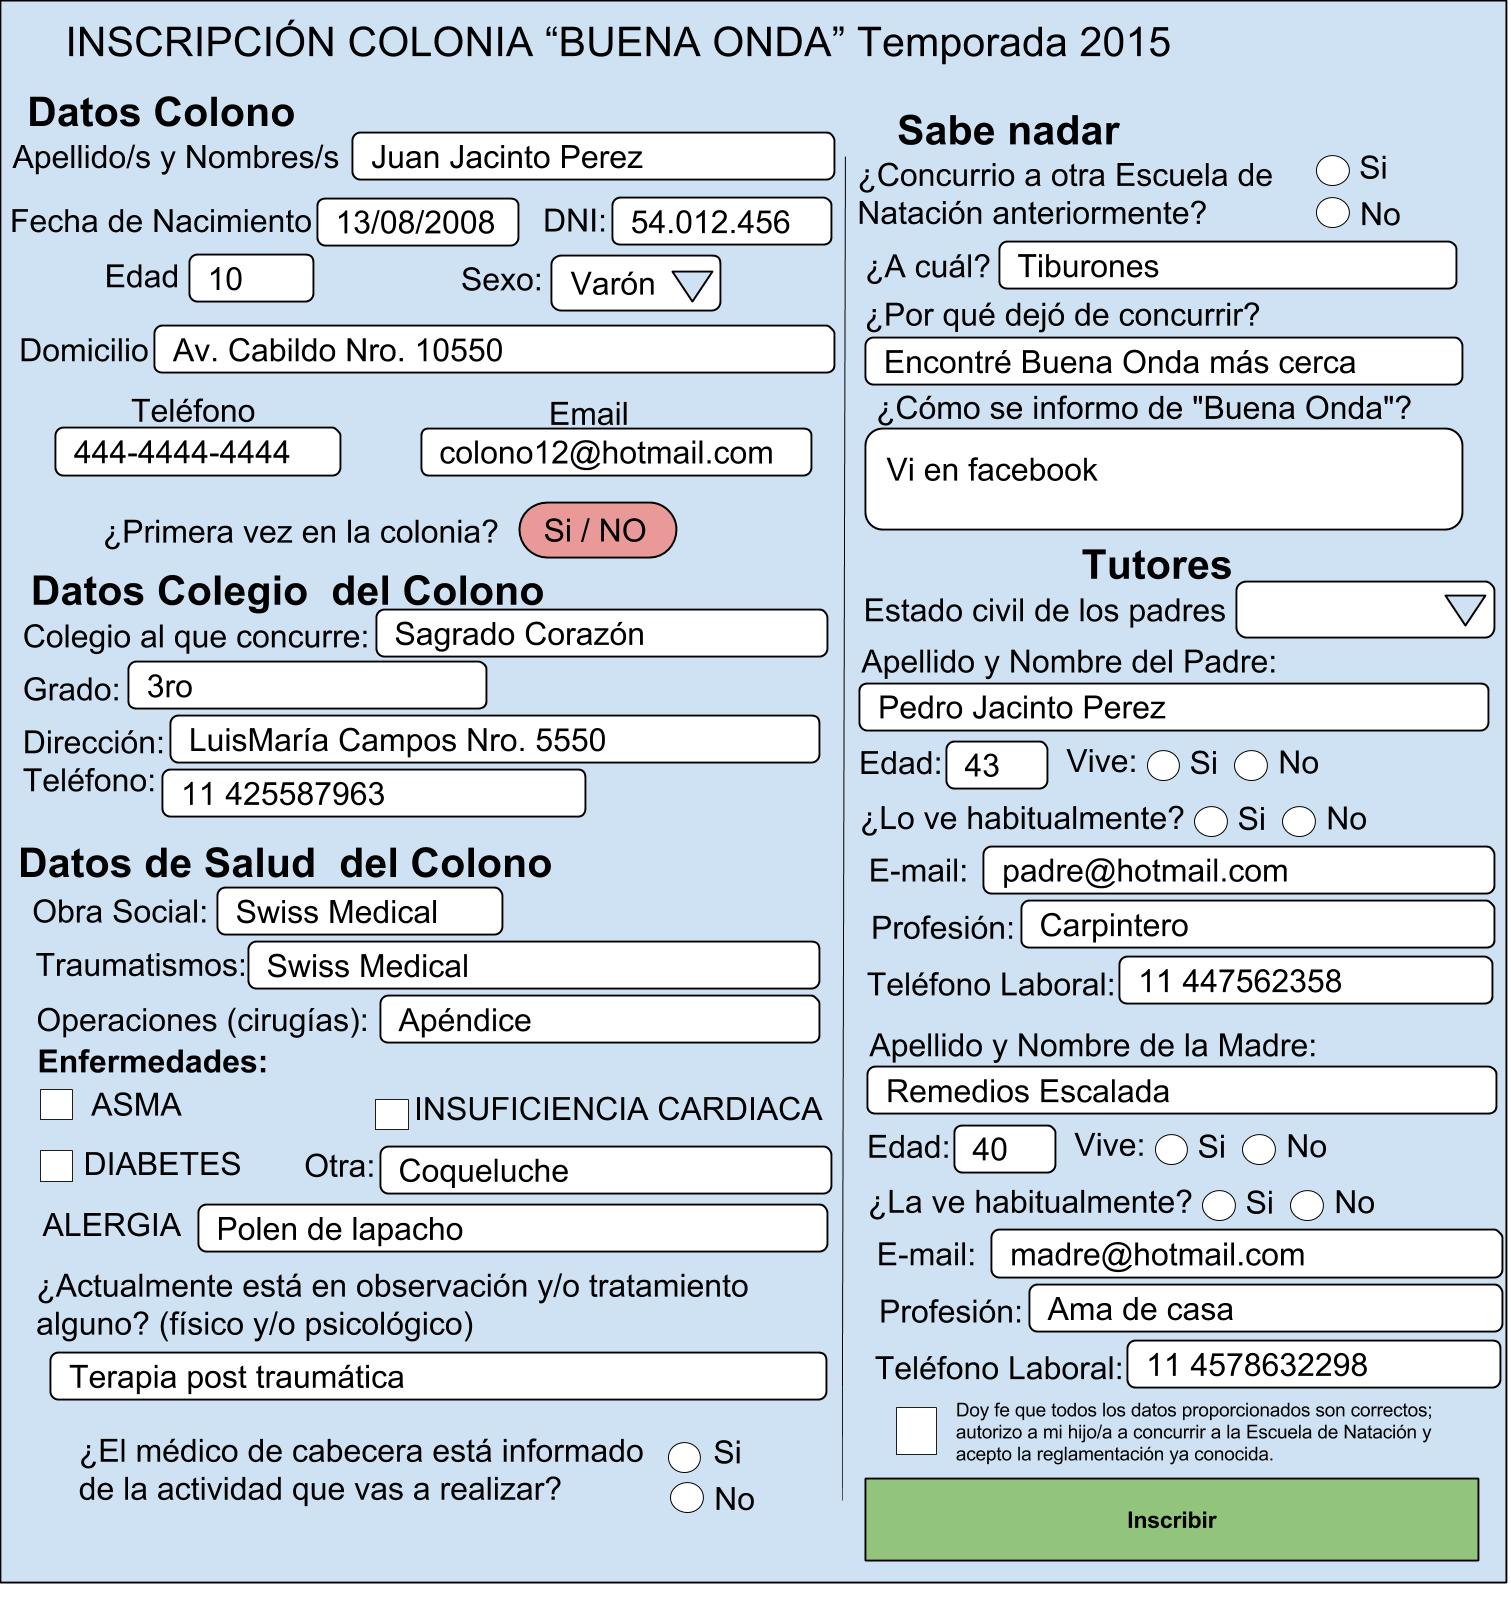 INSCRIPCIÓN COLONIA “BUENA ONDA” Temporada 2015
Datos Colono
Apellido/s y Nombres/s Juan Jacinto Perez
Fecha de Nacimiento 13/08/2008 DNI: 54.012.456
Edad 10 Sexo: Varón
Domicilio Av. Cabildo Nro. 10550
Teléfono Email
444-4444-4444 colono12@hotmail.com
¿Primera vez en la colonia? Si / NO
Datos Colegio del Colono
Colegio al que concurre: Sagrado Corazón
Grado: 3ro
Dirección: LuisMaría Campos Nro. 5550
Teléfono: 11 425587963
Datos de Salud del Colono
Obra Social: Swiss Medical
Traumatismos: Swiss Medical
Operaciones (cirugías): Apéndice
Enfermedades:
ASMA INSUFICIENCIA CARDIACA
DIABETES Otra: Coqueluche
ALERGIA Polen de lapacho
¿Actualmente está en observación y/o tratamiento
alguno? (físico y/o psicológico)
Terapia post traumática
¿El médico de cabecera está informado Si
de la actividad que vas a realizar? No
Sabe nadar
¿Concurrio a otra Escuela de Si
Natación anteriormente? No
¿A cuál? Tiburones
¿Por qué dejó de concurrir?
Encontré Buena Onda más cerca
¿Cómo se informo de "Buena Onda"?
Vi en facebook
Tutores
Estado civil de los padres
Apellido y Nombre del Padre:
Pedro Jacinto Perez
Edad: 43 Vive: Si No
¿Lo ve habitualmente? Si No
E-mail: padre@hotmail.com
Profesión: Carpintero
Teléfono Laboral: 11 447562358
Apellido y Nombre de la Madre:
Remedios Escalada
Edad: 40 Vive: Si No
¿La ve habitualmente? Si No
E-mail: madre@hotmail.com
Profesión: Ama de casa
Teléfono Laboral: 11 4578632298
Doy fe que todos los datos proporcionados son correctos;
autorizo a mi hijo/a a concurrir a la Escuela de Natación y
acepto la reglamentación ya conocida.
Inscribir